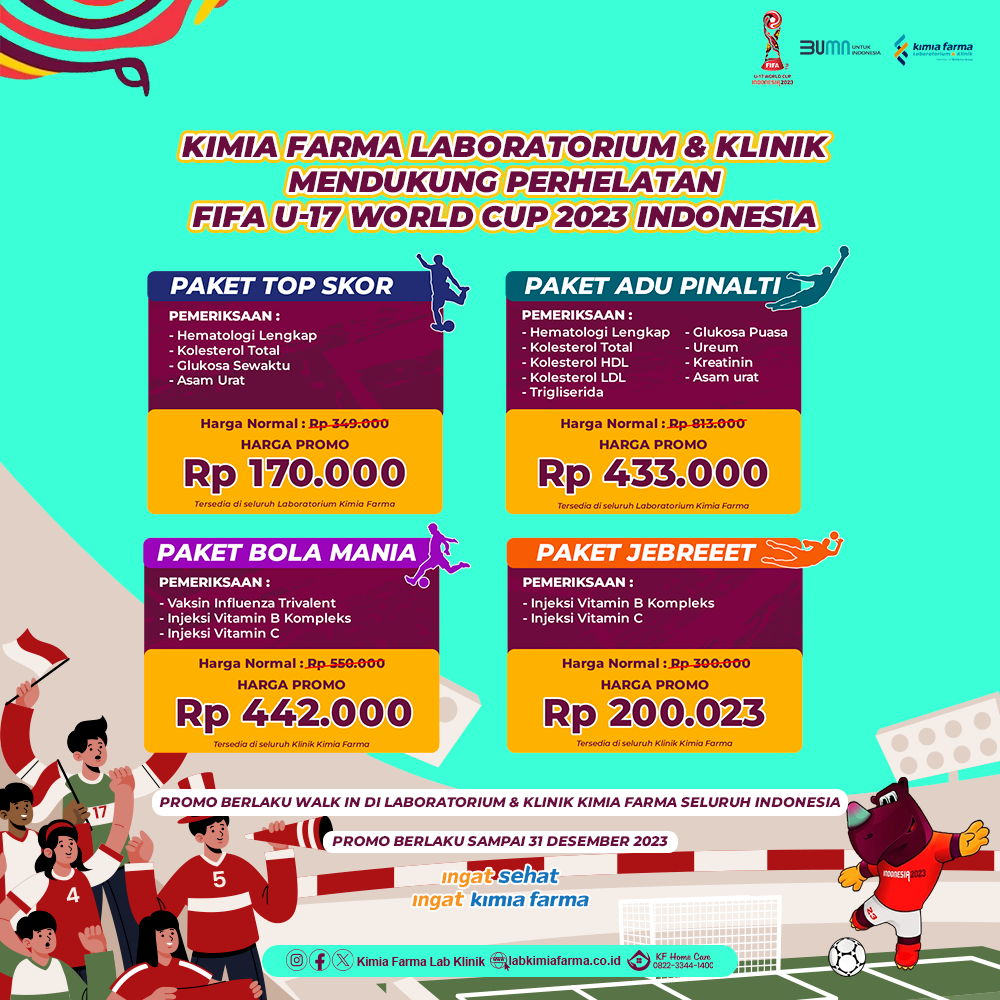 FIFA
U-17 WORLD CUP
INDONESIA 2023
BUMN UNTUK
INDONESIA
kimia farma
Laboratorium & Klinik
KIMIA FARMA LABORATORIUM & KLINIK
MENDUKUNG PERHELATAN
FIFA U-17 WORLD CUP 2023 INDONESIA
PAKET TOP SKOR
PEMERIKSAAN :
- Hematologi Lengkap
- Kolesterol Total
- Glukosa Sewaktu
- Asam Urat
Harga Normal : Rp 349.000
HARGA PROMO
Rp 170.000
Tersedia di seluruh Laboratorium Kimia Farma
PAKET ADU PINALTI
PEMERIKSAAN :
- Hematologi Lengkap
- Kolesterol Total
- Kolesterol HDL
- Kolesterol LDL
- Trigliserida
- Glukosa Puasa
- Ureum
- Kreatinin
- Asam urat
Harga Normal : Rp 813.000
HARGA PROMO
Rp 433.000
Tersedia di seluruh Laboratorium Kimia Farma
PAKET BOLA MANIA
PEMERIKSAAN :
- Vaksin Influenza Trivalent
- Injeksi Vitamin B Kompleks
- Injeksi Vitamin C
Harga Normal : Rp 550.000
HARGA PROMO
Rp 442.000
Tersedia di seluruh Klinik Kimia Farma
PAKET JEBREEET
PEMERIKSAAN :
- Injeksi Vitamin B Kompleks
- Injeksi Vitamin C
Harga Normal : Rp 300.000
HARGA PROMO
Rp 200.023
Tersedia di seluruh Klinik Kimia Farma
PROMO BERLAKU WALK IN DI LABORATORIUM & KLINIK KIMIA FARMA SELURUH INDONESIA
PROMO BERLAKU SAMPAI 31 DESEMBER 2023
17
4
5
INDONESIA 2023
23
ingat sehat
ingat kimia farma
Kimia Farma Lab Klinik
labkimiafarma.co.id
KF Home Care
0822-3344-1400